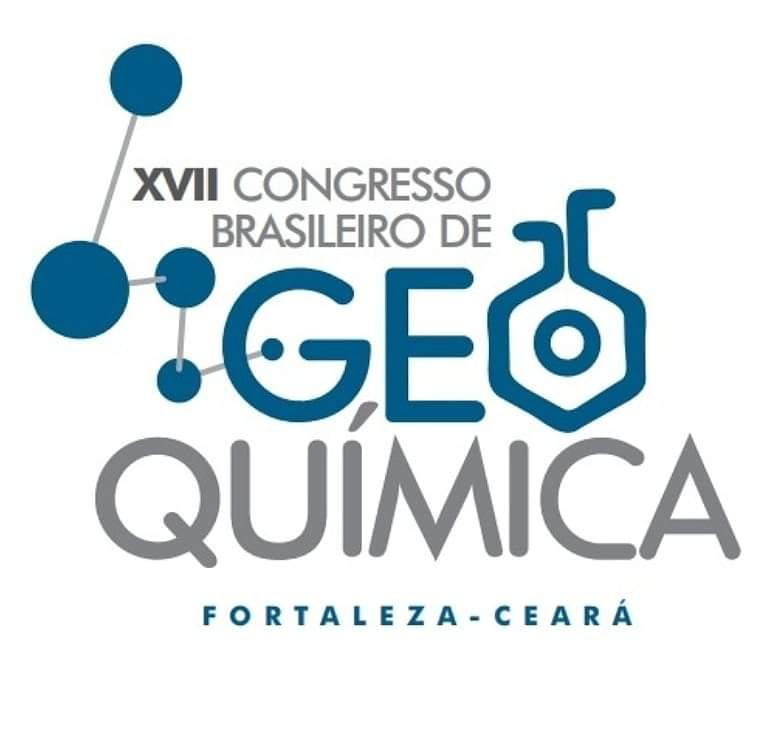 XVII CONGRESSO
BRASILEIRO DE
GEO
QUÍMICA
FORTALEZA-CEARÁ